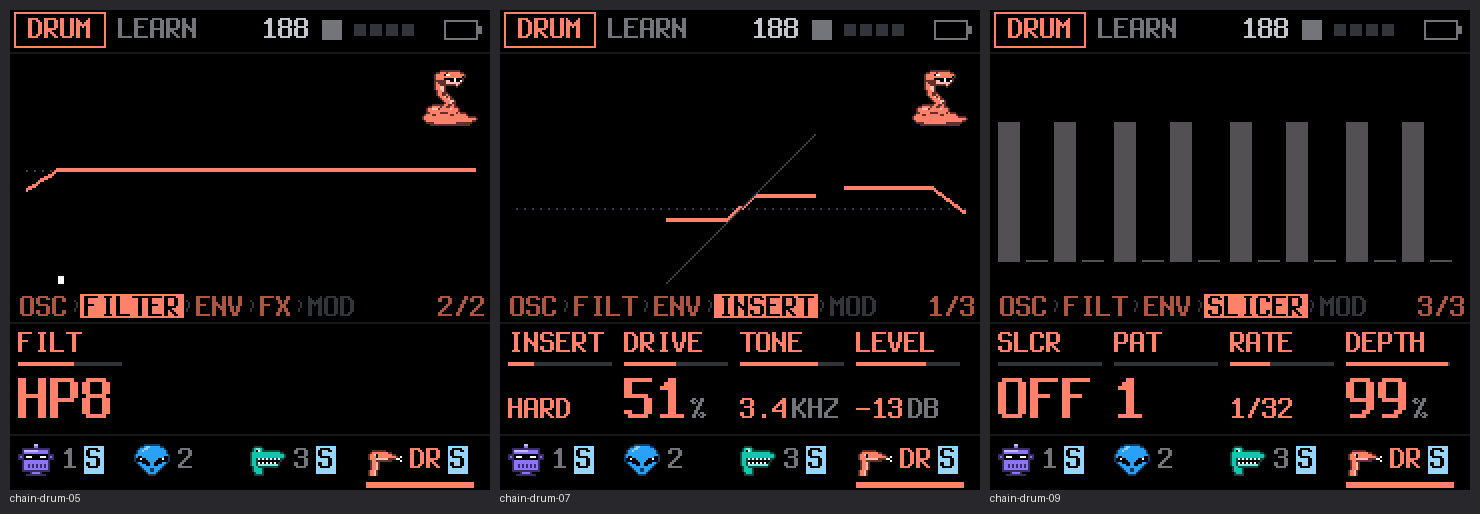 DRUM LEARN 188
OSC FILTER ENV FX MOD 2/2
FILT
HP8
1 S 2 3 S DR S
chain-drum-05
DRUM LEARN 188
OSC FILT ENV INSERT MOD 1/3
INSERT DRIVE TONE LEVEL
HARD 51% 3.4KHZ -13DB
1 S 2 3 S DR S
chain-drum-07
DRUM LEARN 188
OSC FILT ENV SLICER MOD 3/3
SLCR PAT RATE DEPTH
OFF 1 1/32 99%
1 S 2 3 S DR S
chain-drum-09